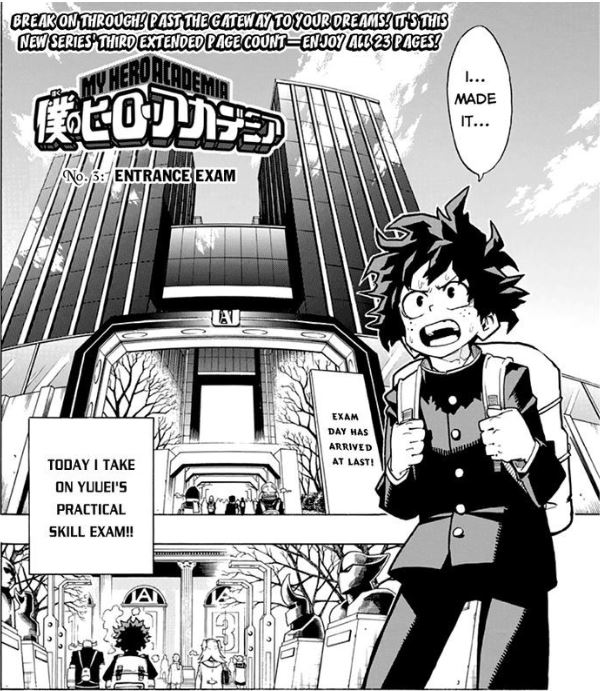 BREAK ON THROUGH! PAST THE GATEWAY TO YOUR DREAMS! IT'S THIS
NEW SERIES' THIRD EXTENDED PAGE COUNT—ENJOY ALL 23 PAGES!
MY HERO ACADEMIA
僕のヒーローアカデミア
No. 3: ENTRANCE EXAM
I...
MADE
IT...
A
EXAM
DAY HAS
ARRIVED
AT LAST!
TODAY I TAKE
ON YUUEI'S
PRACTICAL
SKILL EXAM!!
3